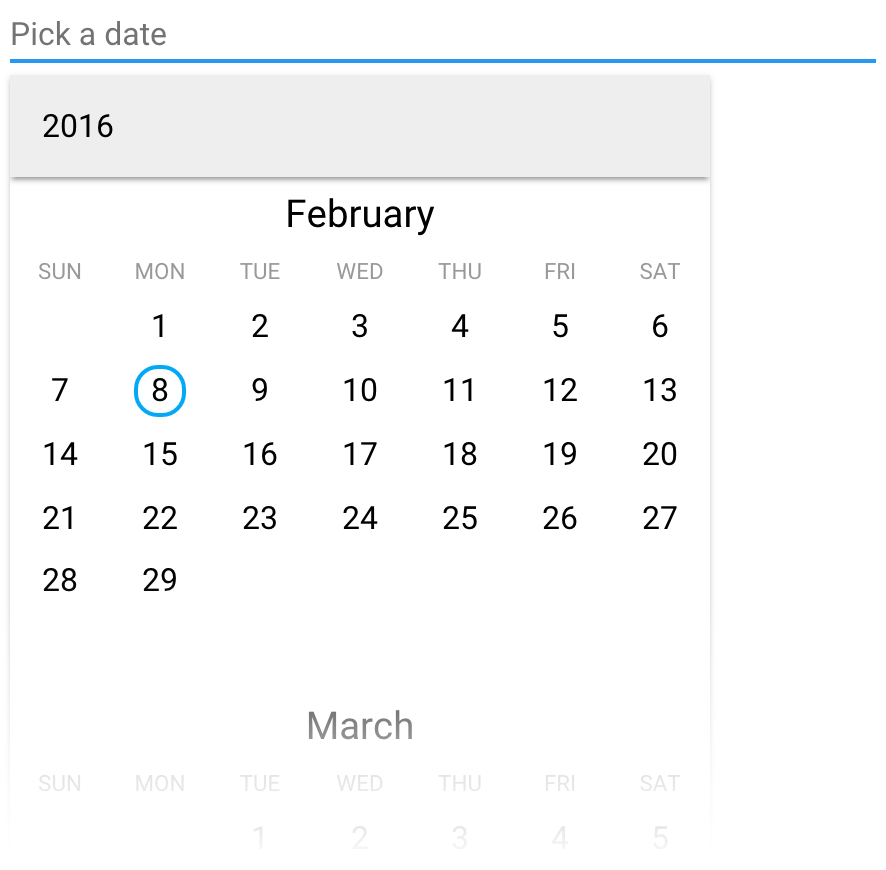 Pick a date
2016
February
SUN MON TUE WED THU FRI SAT
1 2 3 4 5 6
7 8 9 10 11 12 13
14 15 16 17 18 19 20
21 22 23 24 25 26 27
28 29
March
SUN MON TUE WED THU FRI SAT
1 2 3 4 5